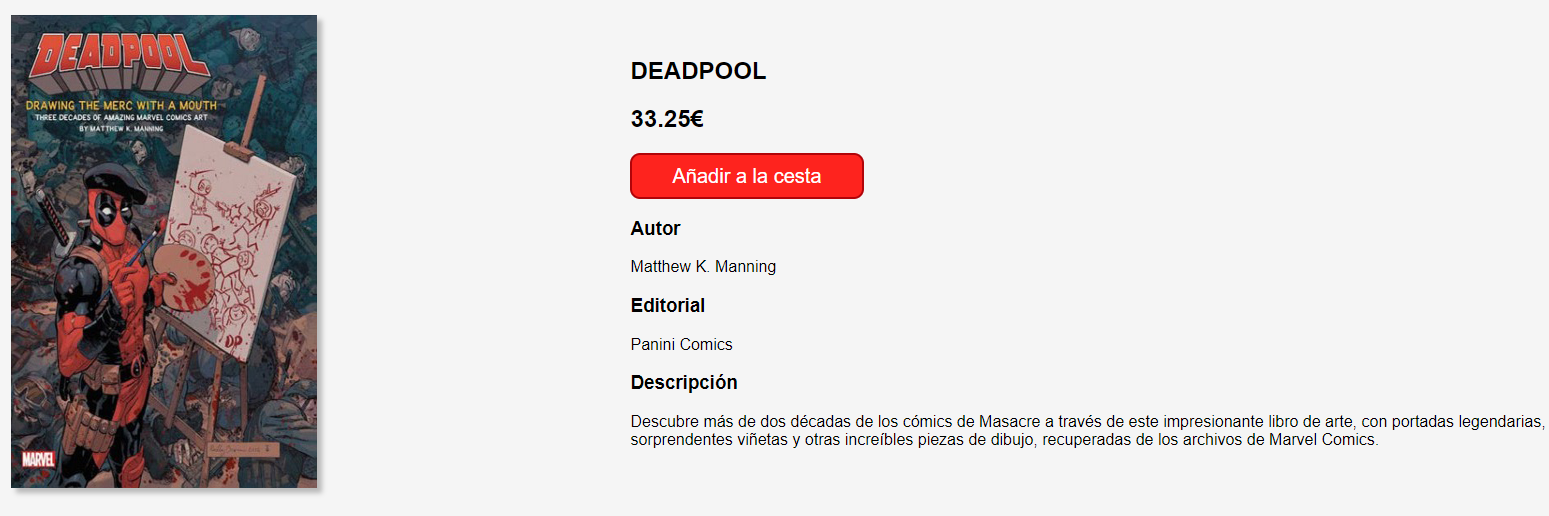 DEADPOOL
DRAWING THE MERC WITH A MOUTH
THREE DECADES OF AMAZING MARVEL COMICS ART
BY MATTHEW K. MANNING
DP
MARVEL
DEADPOOL
33.25€
Añadir a la cesta
Autor
Matthew K. Manning
Editorial
Panini Comics
Descripción
Descubre más de dos décadas de los cómics de Masacre a través de este impresionante libro de arte, con portadas legendarias,
sorprendentes viñetas y otras increíbles piezas de dibujo, recuperadas de los archivos de Marvel Comics.